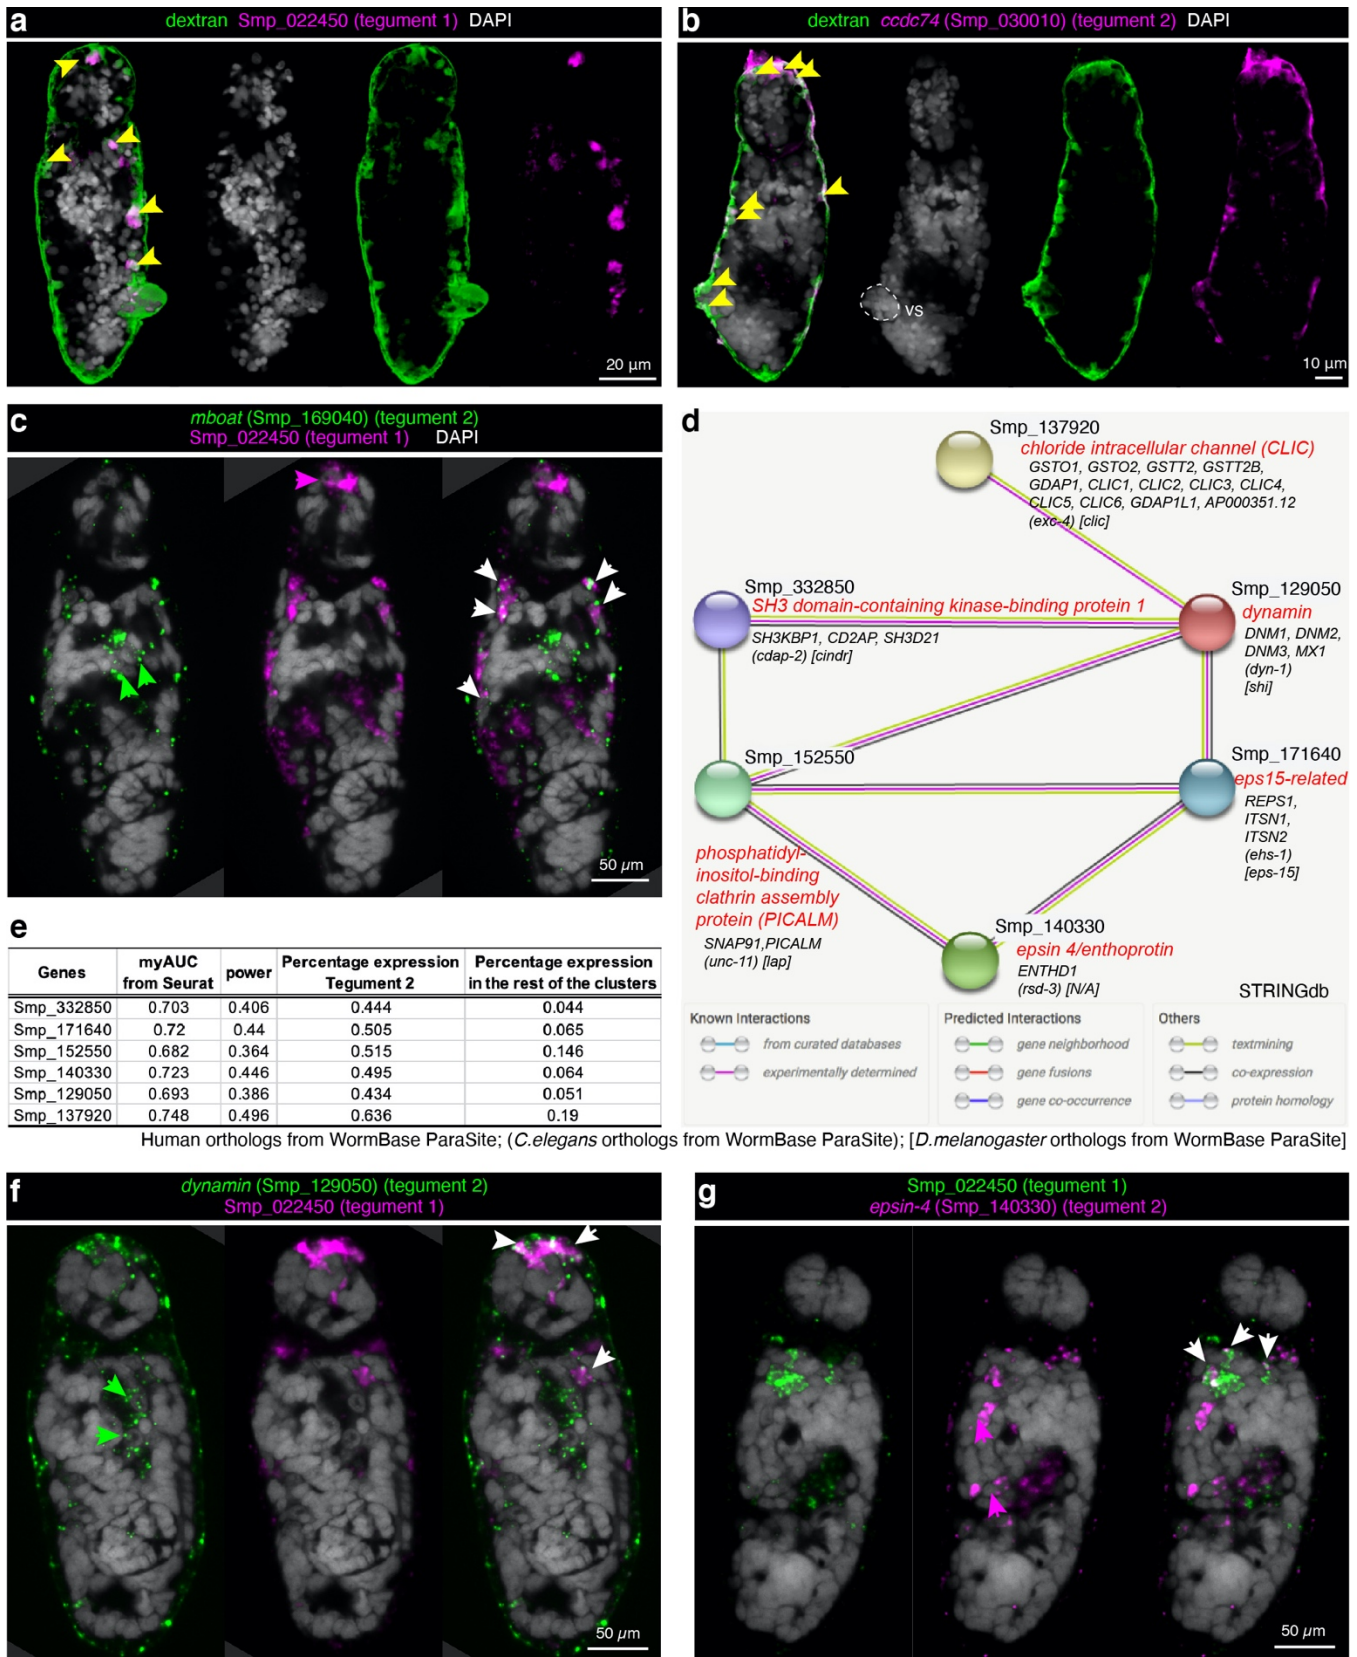 a
dextran Smp_022450 (tegument 1) DAPI
20 µm
b
dextran ccdc74 (Smp_030010) (tegument 2) DAPI
vs
10 µm
c
mboat (Smp_169040) (tegument 2)
Smp_022450 (tegument 1) DAPI
50 µm
d
Smp_137920
chloride intracellular channel (CLIC)
GSTO1, GSTO2, GSTT2, GSTT2B,
GDAP1, CLIC1, CLIC2, CLIC3, CLIC4,
CLIC5, CLIC6, GDAP1L1, AP000351.12
(exc-4) [clic]
Smp_332850
SH3 domain-containing kinase-binding protein 1
SH3KBP1, CD2AP, SH3D21
(cdap-2) [cindr]
Smp_129050
dynamin
DNM1, DNM2,
DNM3, MX1
(dyn-1)
[shi]
Smp_152550
phosphatidyl-
inositol-binding
clathrin assembly
protein (PICALM)
SNAP91,PICALM
(unc-11) [lap]
Smp_171640
eps15-related
REPS1,
ITSN1,
ITSN2
(ehs-1)
[eps-15]
Smp_140330
epsin 4/enthoprotin
ENTHD1
(rsd-3) [N/A]
STRINGdb
Known Interactions
from curated databases
experimentally determined
Predicted Interactions
gene neighborhood
gene fusions
gene co-occurrence
Others
textmining
co-expression
protein homology
e
Genes myAUC from Seurat power Percentage expression Tegument 2 Percentage expression in the rest of the clusters
Smp_332850 0.703 0.406 0.444 0.044
Smp_171640 0.72 0.44 0.505 0.065
Smp_152550 0.682 0.364 0.515 0.146
Smp_140330 0.723 0.446 0.495 0.064
Smp_129050 0.693 0.386 0.434 0.051
Smp_137920 0.748 0.496 0.636 0.19
Human orthologs from WormBase ParaSite; (C.elegans orthologs from WormBase ParaSite); [D.melanogaster orthologs from WormBase ParaSite]
f
dynamin (Smp_129050) (tegument 2)
Smp_022450 (tegument 1)
50 µm
g
Smp_022450 (tegument 1)
epsin-4 (Smp_140330) (tegument 2)
50 µm